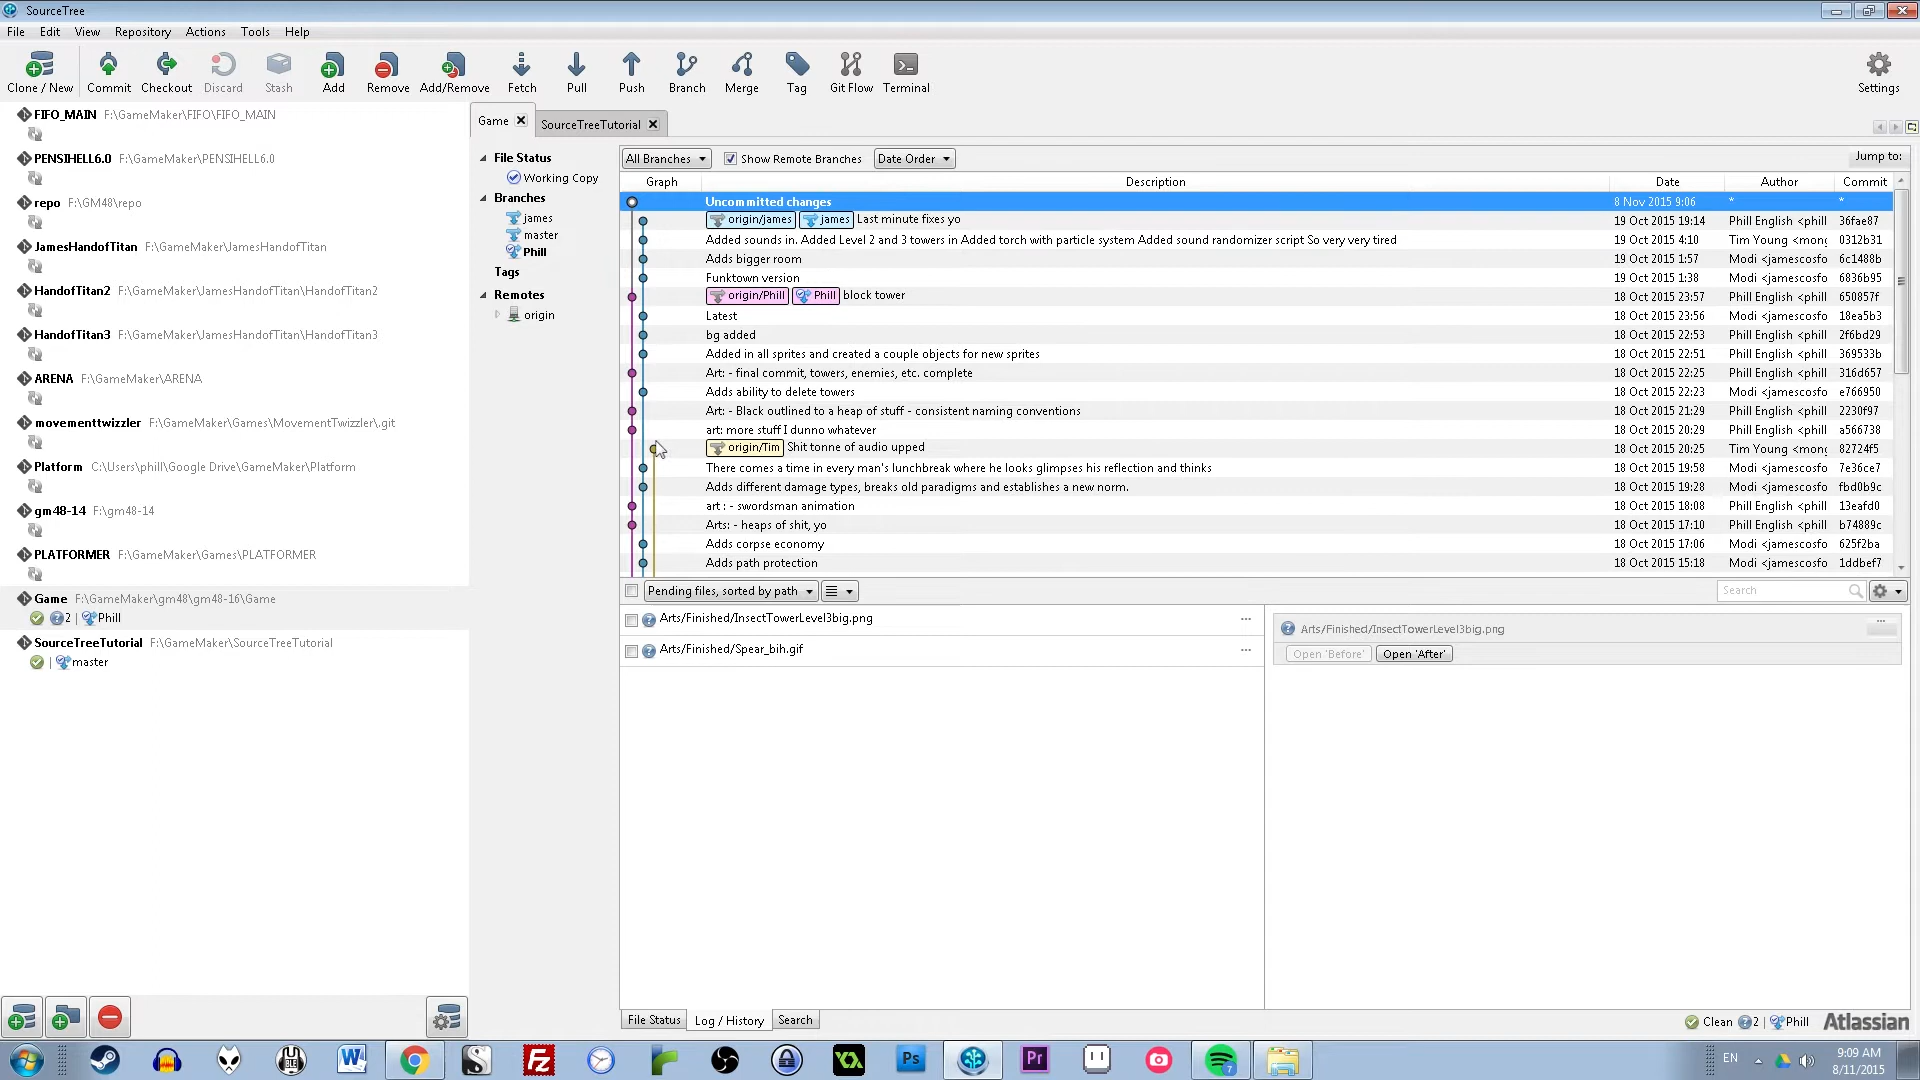 SourceTree
File Edit View Repository Actions Tools Help
Clone / New Commit Checkout Discard Stash Add Remove Add/Remove Fetch Pull Push Branch Merge Tag Git Flow Terminal Settings
FIFO_MAIN F:\GameMaker\FIFO\FIFO_MAIN
PENSIHELL6.0 F:\GameMaker\PENSIHELL6.0
repo F:\GM48\repo
JamesHandofTitan F:\GameMaker\JamesHandofTitan
HandofTitan2 F:\GameMaker\JamesHandofTitan\HandofTitan2
HandofTitan3 F:\GameMaker\JamesHandofTitan\HandofTitan3
ARENA F:\GameMaker\ARENA
movementtwizzler F:\GameMaker\Games\MovementTwizzler\.git
Platform C:\Users\phill\Google Drive\GameMaker\Platform
gm48-14 F:\gm48-14
PLATFORMER F:\GameMaker\Games\PLATFORMER
Game F:\GameMaker\gm48\gm48-16\Game
2 | Phill
SourceTreeTutorial F:\GameMaker\SourceTreeTutorial
| master
Game SourceTreeTutorial
File Status
Working Copy
Branches
james
master
Phill
Tags
Remotes
origin
All Branches Show Remote Branches Date Order Jump to:
Graph Description Date Author Commit
Uncommitted changes 8 Nov 2015 9:06 * *
origin/james james Last minute fixes yo 19 Oct 2015 19:14 Phill English <phill 36fae87
Added sounds in. Added Level 2 and 3 towers in Added torch with particle system Added sound randomizer script So very very tired 19 Oct 2015 4:10 Tim Young <mong 0312b31
Adds bigger room 19 Oct 2015 1:57 Modi <jamescosfo 6c1488b
Funktown version 19 Oct 2015 1:38 Modi <jamescosfo 6836b95
origin/Phill Phill block tower 18 Oct 2015 23:57 Phill English <phill 650857f
Latest 18 Oct 2015 23:56 Modi <jamescosfo 18ea5b3
bg added 18 Oct 2015 22:53 Phill English <phill 2f6bd29
Added in all sprites and created a couple objects for new sprites 18 Oct 2015 22:51 Phill English <phill 369533b
Art: - final commit, towers, enemies, etc. complete 18 Oct 2015 22:25 Phill English <phill 316d657
Adds ability to delete towers 18 Oct 2015 22:23 Modi <jamescosfo e766950
Art: - Black outlined to a heap of stuff - consistent naming conventions 18 Oct 2015 21:29 Phill English <phill 2230f97
art: more stuff I dunno whatever 18 Oct 2015 20:29 Phill English <phill a566738
origin/Tim Shit tonne of audio upped 18 Oct 2015 20:25 Tim Young <mong 82724f5
There comes a time in every man's lunchbreak where he looks glimpses his reflection and thinks 18 Oct 2015 19:58 Modi <jamescosfo 7e36ce7
Adds different damage types, breaks old paradigms and establishes a new norm. 18 Oct 2015 19:28 Modi <jamescosfo fbd0b9c
art : - swordsman animation 18 Oct 2015 18:08 Phill English <phill 13eafd0
Arts: - heaps of shit, yo 18 Oct 2015 17:10 Phill English <phill b74889c
Adds corpse economy 18 Oct 2015 17:06 Modi <jamescosfo 625f2ba
Adds path protection 18 Oct 2015 15:18 Modi <jamescosfo 1ddbef7
Pending files, sorted by path Search
Arts/Finished/InsectTowerLevel3big.png ...
Arts/Finished/Spear_bih.gif ...
Arts/Finished/InsectTowerLevel3big.png ...
Open 'Before' Open 'After'
File Status Log / History Search
Clean 2 Phill Atlassian
EN 9:09 AM
8/11/2015